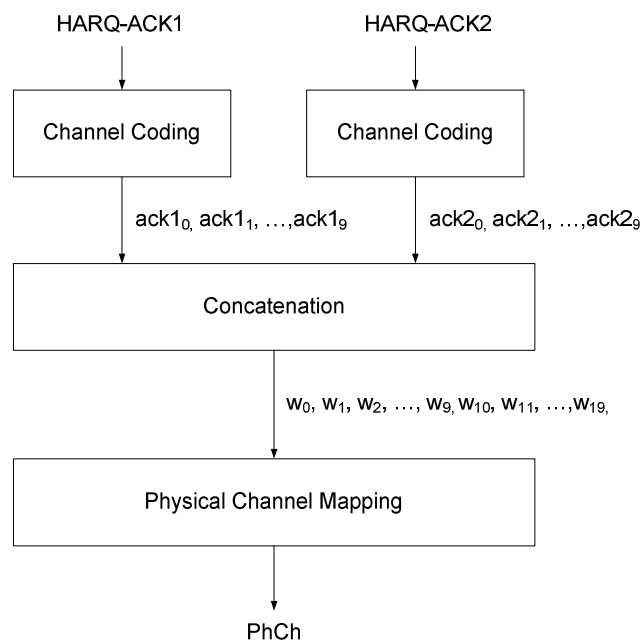 HARQ-ACK1 HARQ-ACK2
Channel Coding Channel Coding
ack1₀, ack1₁, …,ack1₉ ack2₀, ack2₁, …,ack2₉
Concatenation
w₀, w₁, w₂, …, w₉, w₁₀, w₁₁, …,w₁₉,
Physical Channel Mapping
PhCh